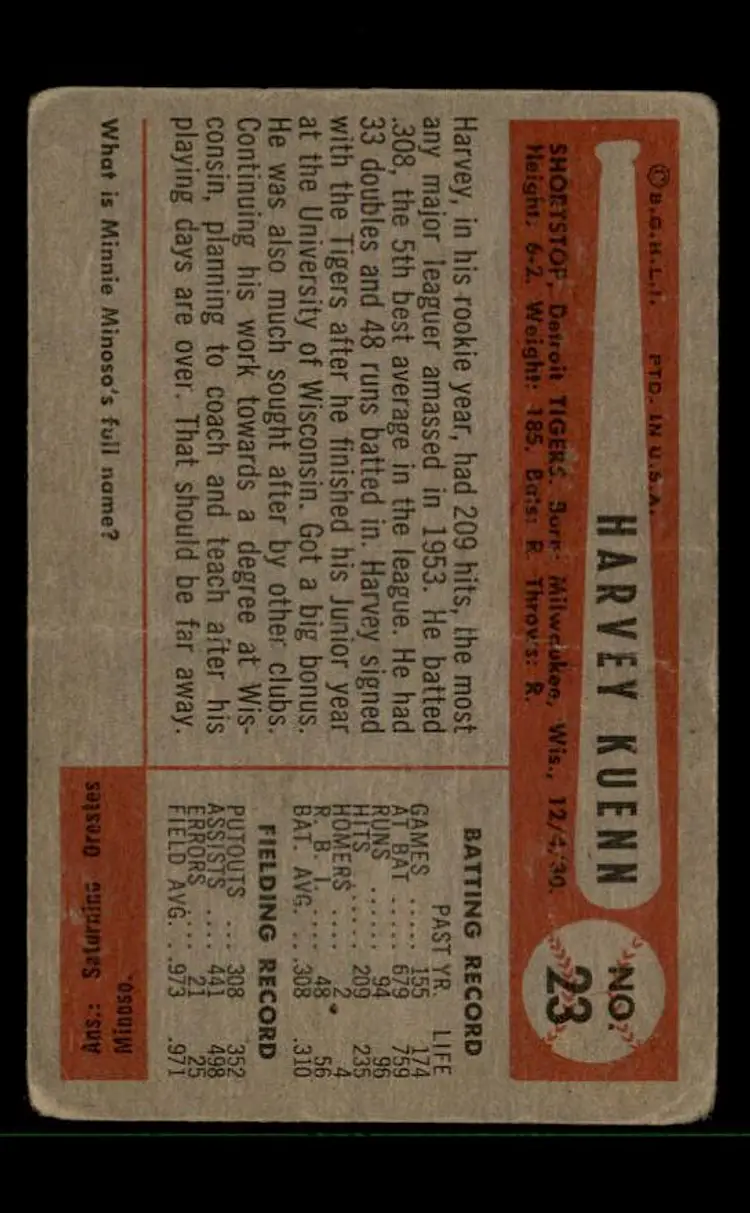 © B.G.H.L.I. PTD. IN U.S.A.
HARVEY KUENN
NO.
23
SHORTSTOP, Detroit TIGERS. Born: Milwaukee, Wis., 12/4/30.
Height: 6-2. Weight: 185. Bats: R. Throws: R.
Harvey, in his rookie year, had 209 hits, the most
any major leaguer amassed in 1953. He batted
.308, the 5th best average in the league. He had
33 doubles and 48 runs batted in. Harvey signed
with the Tigers after he finished his Junior year
at the University of Wisconsin. Got a big bonus.
He was also much sought after by other clubs.
Continuing his work towards a degree at Wis-
consin, planning to coach and teach after his
playing days are over. That should be far away.
BATTING RECORD
PAST YR. LIFE
GAMES ..... 155 174
AT BAT ..... 679 759
RUNS ...... 94 96
HITS ...... 209 235
HOMERS .... 2 4
R. B. I. .... 48 56
BAT. AVG. .. .308 .310
FIELDING RECORD
PUTOUTS ... 308 352
ASSISTS .... 441 498
ERRORS ... 21 25
FIELD AVG. .. .973 .971
What is Minnie Minoso's full name?
Ans.: Saturnino Orestes
Minoso.